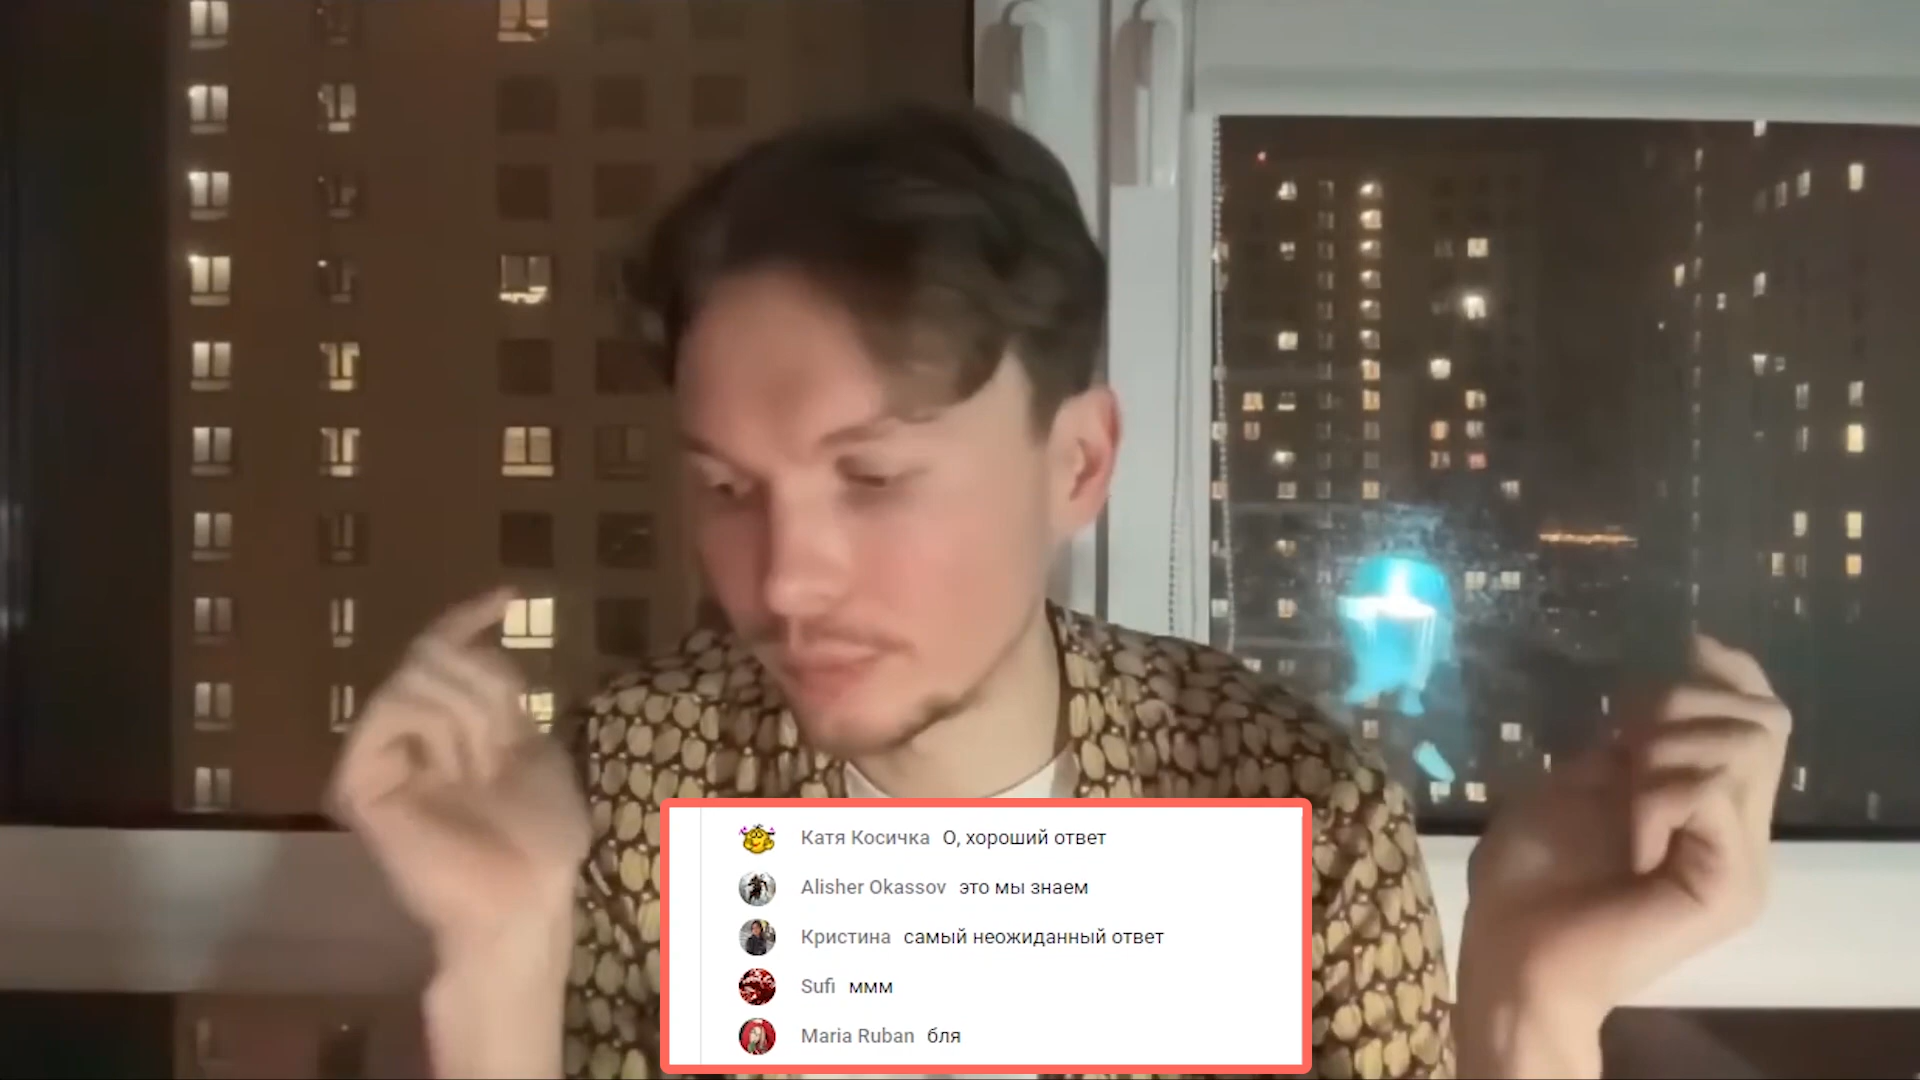 Катя Косичка О, хороший ответ
Alisher Okassov это мы знаем
Кристина самый неожиданный ответ
Sufi ммм
Maria Ruban бля